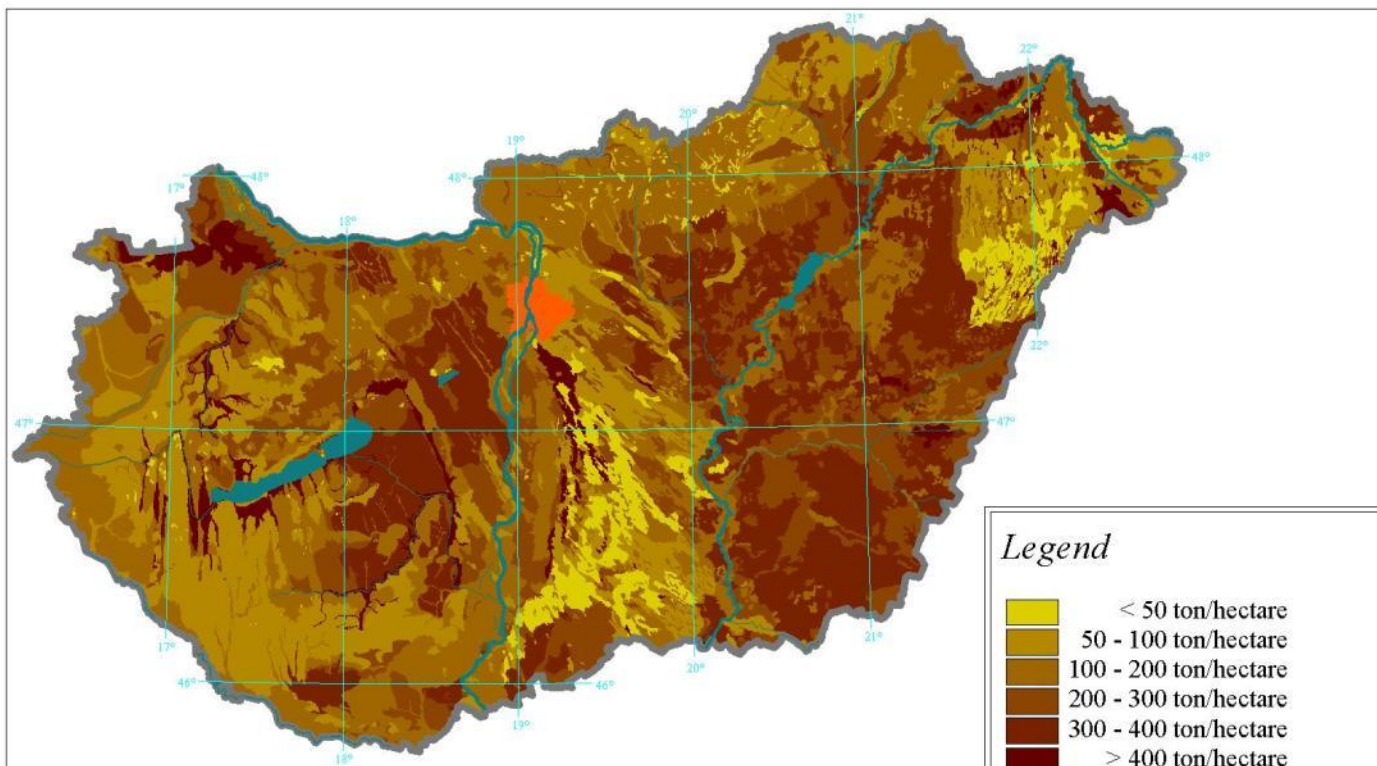 21°
22°
20°
19°
48°
48°
17°
48°
18°
22°
47°
47°
Legend
< 50 ton/hectare
50 - 100 ton/hectare
100 - 200 ton/hectare
200 - 300 ton/hectare
300 - 400 ton/hectare
> 400 ton/hectare
17°
21°
20°
46°
46°
19°
18°